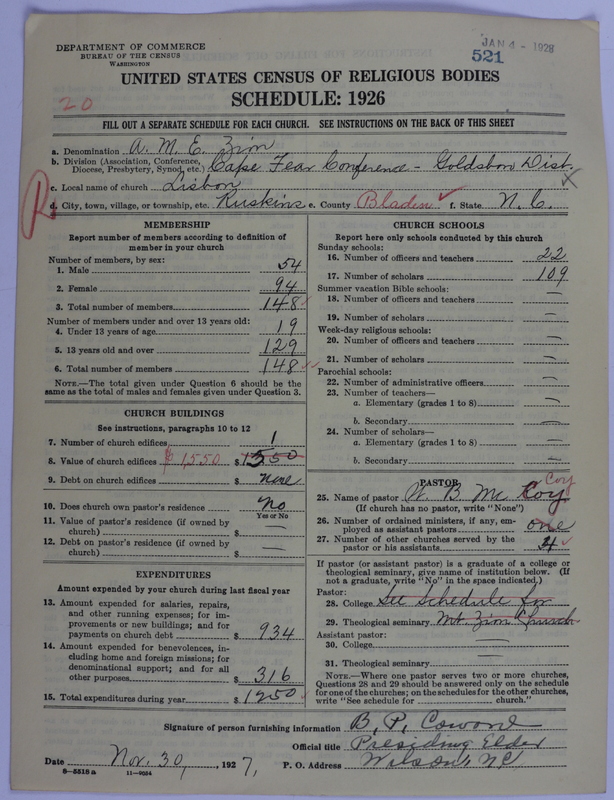 DEPARTMENT OF COMMERCE
BUREAU OF THE CENSUS
WASHINGTON
JAN 4 - 1928
521
UNITED STATES CENSUS OF RELIGIOUS BODIES
20
SCHEDULE: 1926
FILL OUT A SEPARATE SCHEDULE FOR EACH CHURCH. SEE INSTRUCTIONS ON THE BACK OF THIS SHEET
a. Denomination A. M. E. Zion
b. Division (Association, Conference, Diocese, Presbytery, Synod, etc.) Cape Fear Conference - Goldsboro Dist.
c. Local name of church Lisbon
R
d. City, town, village, or township, etc. Ruskins e. County Bladen f. State N. C.
MEMBERSHIP
Report number of members according to definition of
member in your church
Number of members, by sex:
1. Male 54
2. Female 94
3. Total number of members 148
Number of members under and over 13 years old:
4. Under 13 years of age 19
5. 13 years old and over 129
6. Total number of members 148
NOTE.—The total given under Question 6 should be the
same as the total of males and females given under Question 3.
CHURCH BUILDINGS
See instructions, paragraphs 10 to 12
7. Number of church edifices 1
8. Value of church edifices $1,550 $ 1550
9. Debt on church edifices $ none
10. Does church own pastor's residence No
Yes or No
11. Value of pastor's residence (if owned by
church) $ —
12. Debt on pastor's residence (if owned by
church) $ —
EXPENDITURES
Amount expended by your church during last fiscal year
13. Amount expended for salaries, repairs,
and other running expenses; for im-
provements or new buildings; and for
payments on church debt $ 934
14. Amount expended for benevolences, in-
cluding home and foreign missions; for
denominational support; and for all
other purposes $ 316
15. Total expenditures during year $ 1250
CHURCH SCHOOLS
Report here only schools conducted by this church
Sunday schools:
16. Number of officers and teachers 22
17. Number of scholars 109
Summer vacation Bible schools:
18. Number of officers and teachers —
19. Number of scholars —
Week-day religious schools:
20. Number of officers and teachers —
21. Number of scholars —
Parochial schools:
22. Number of administrative officers —
23. Number of teachers—
a. Elementary (grades 1 to 8) —
b. Secondary —
24. Number of scholars—
a. Elementary (grades 1 to 8) —
b. Secondary —
PASTOR
25. Name of pastor W. B. Mc Coy Coy
(If church has no pastor, write "None")
26. Number of ordained ministers, if any, em-
ployed as assistant pastors one
27. Number of other churches served by the
pastor or his assistants 4
If pastor (or assistant pastor) is a graduate of a college or
theological seminary, give name of institution below. (If
not a graduate, write "No" in the space indicated.)
Pastor:
28. College See Schedule for
29. Theological seminary Mt. Zion Church
Assistant pastor:
30. College —
31. Theological seminary —
NOTE.—Where one pastor serves two or more churches,
Questions 28 and 29 should be answered only on the schedule
for one of the churches; on the schedules for the other churches,
write "See schedule for church."
Signature of person furnishing information B. P. Coward
Official title Presiding Elder
Date Nov. 30, 1927, P. O. Address Wilson, N.C.
8-5518 a 11-9054